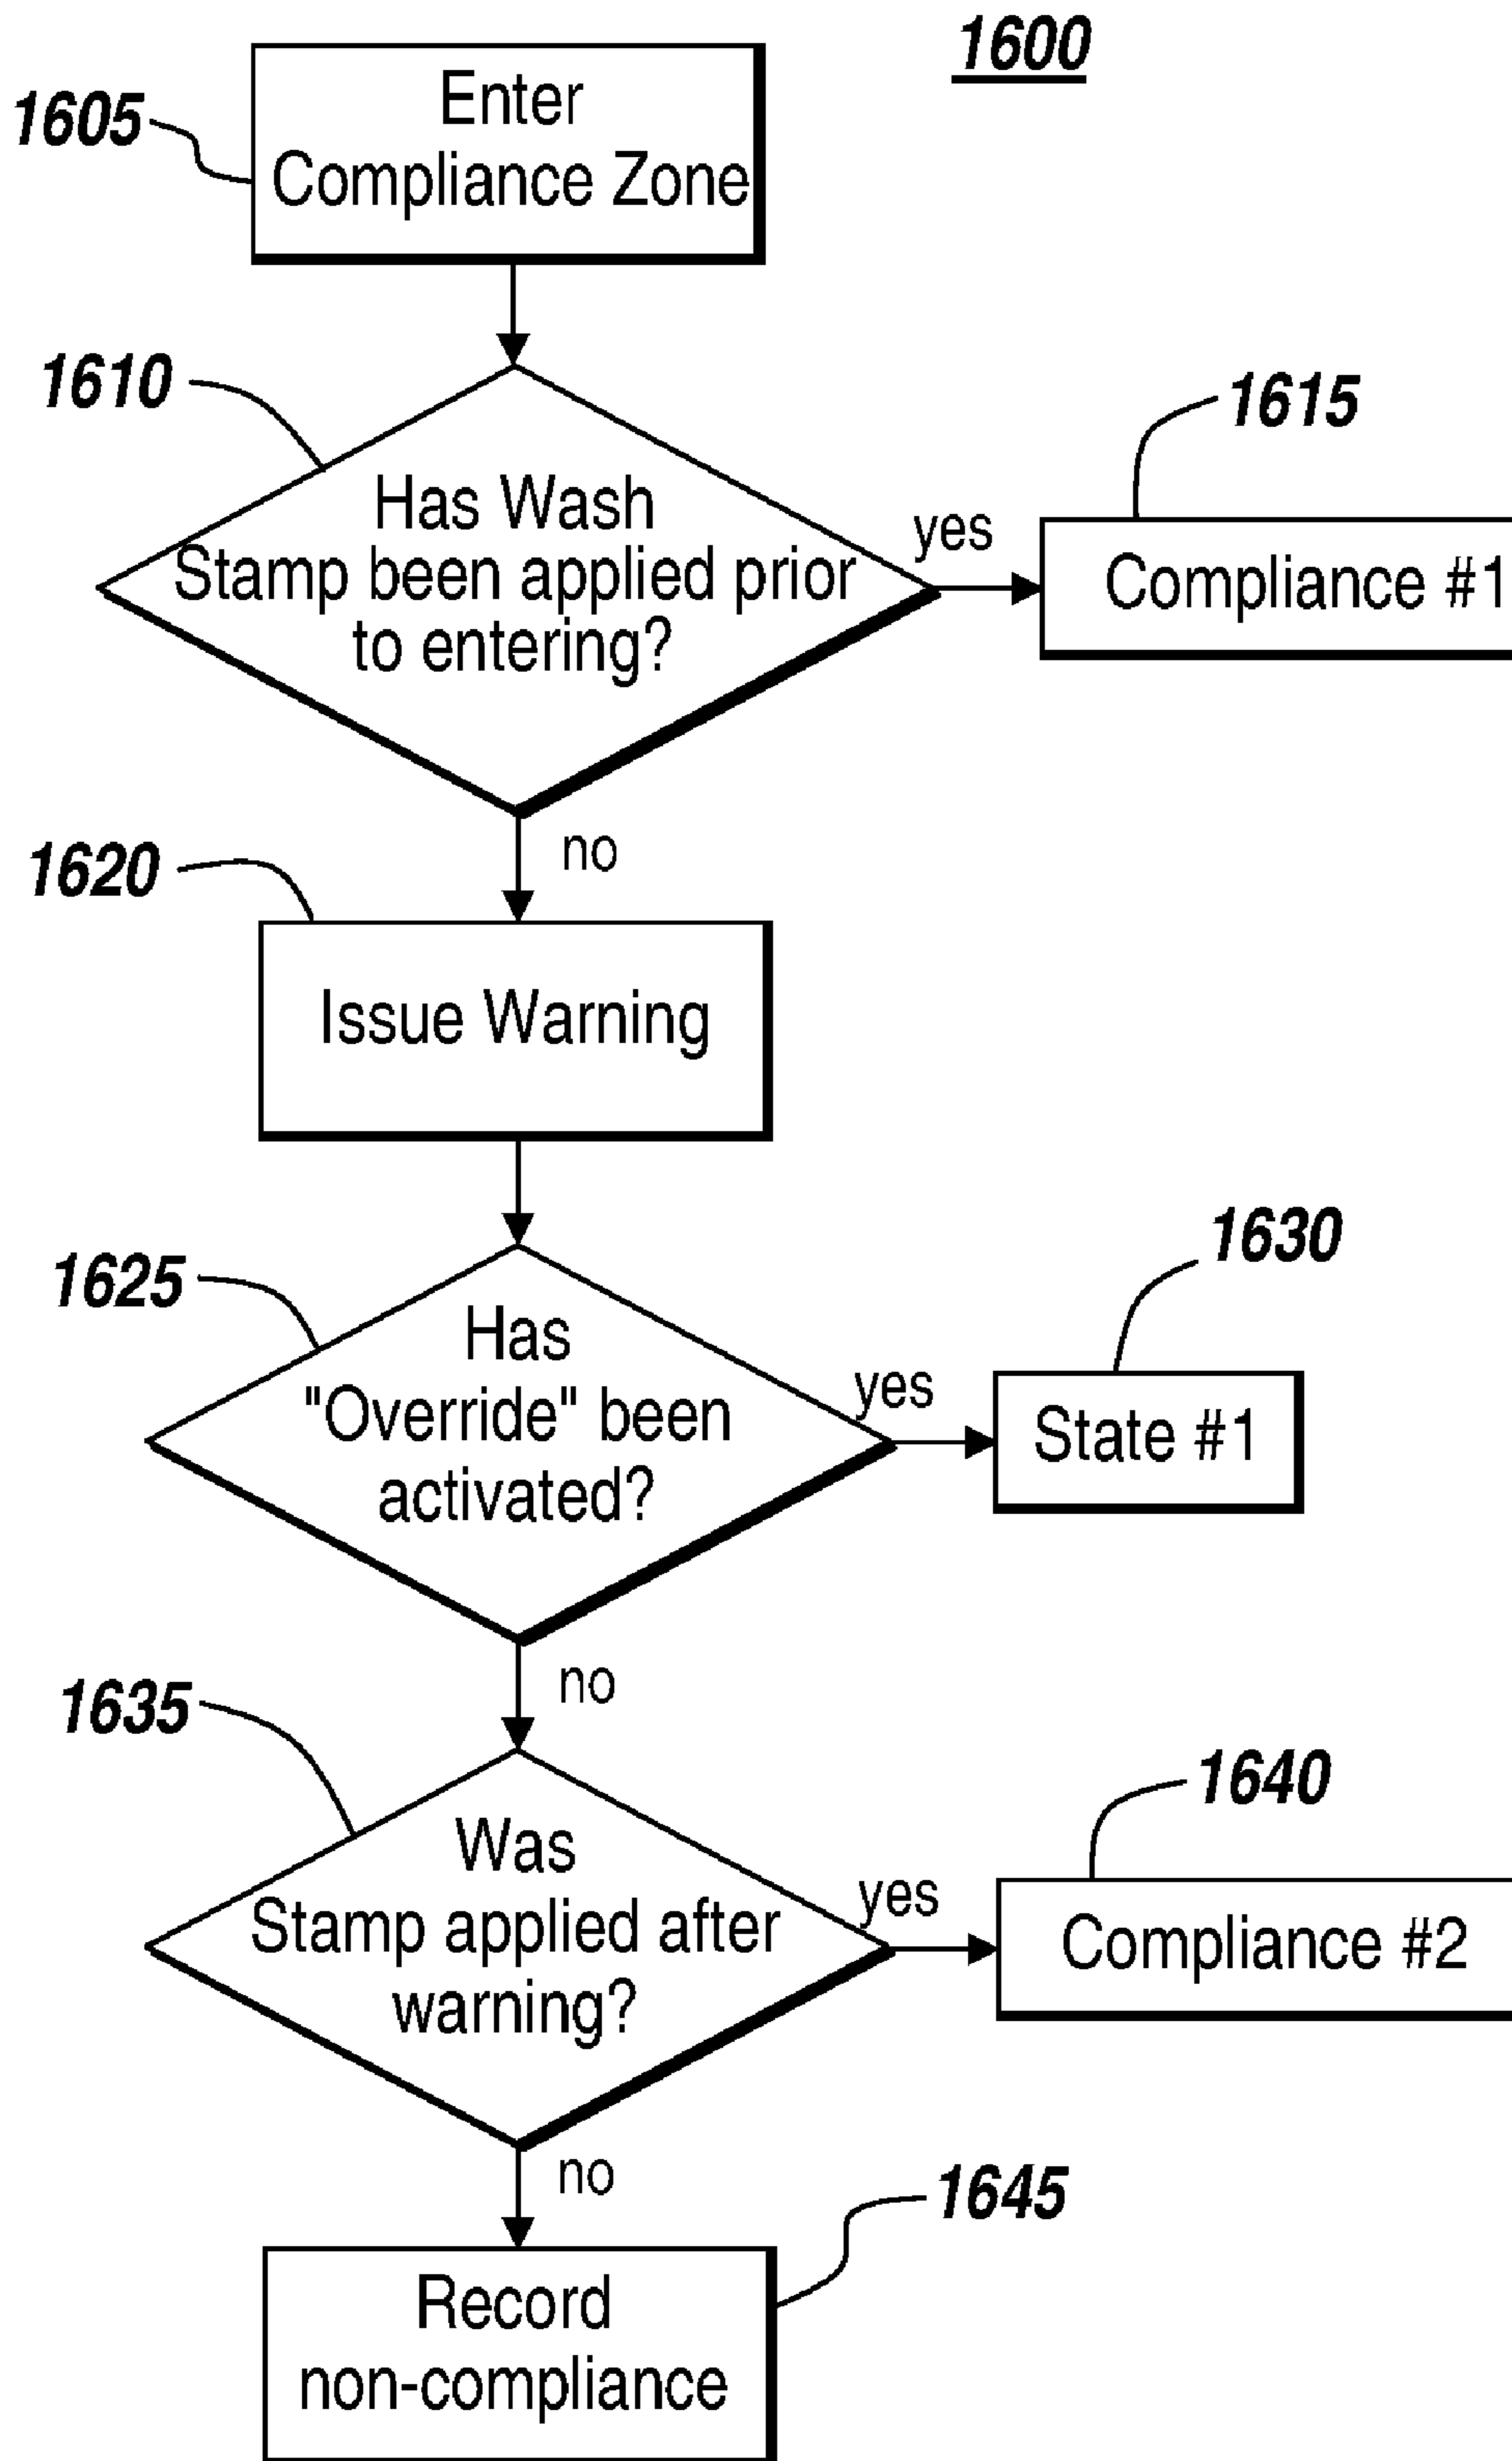 1600
1605
Enter
Compliance Zone
1610
Has Wash
Stamp been applied prior
to entering?
yes
1615
Compliance #1
no
1620
Issue Warning
1625
Has
"Override" been
activated?
yes
1630
State #1
no
1635
Was
Stamp applied after
warning?
yes
1640
Compliance #2
no
1645
Record
non-compliance